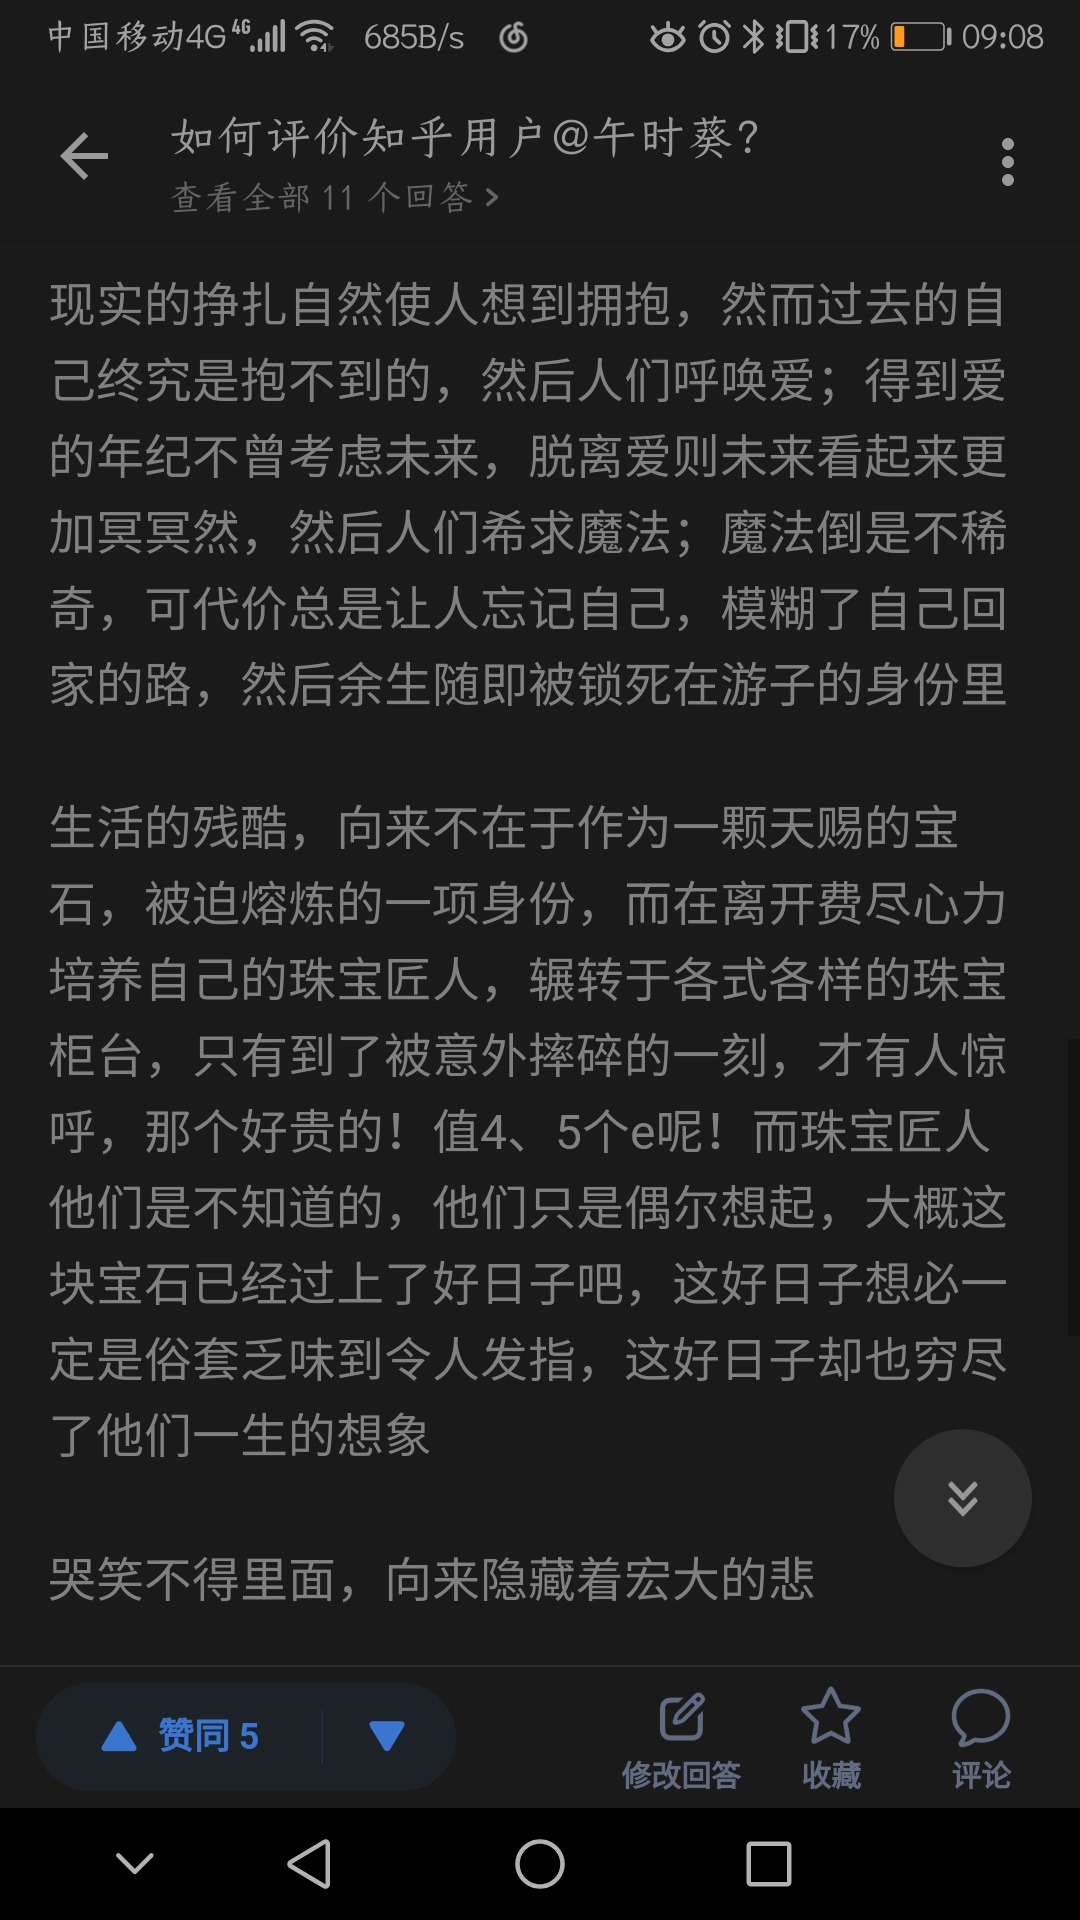 中国移动4G 4G 685B/s 17% 09:08
如何评价知乎用户@午时葵?
查看全部 11 个回答 >
现实的挣扎自然使人想到拥抱，然而过去的自
己终究是抱不到的，然后人们呼唤爱；得到爱
的年纪不曾考虑未来，脱离爱则未来看起来更
加冥冥然，然后人们希求魔法；魔法倒是不稀
奇，可代价总是让人忘记自己，模糊了自己回
家的路，然后余生随即被锁死在游子的身份里
生活的残酷，向来不在于作为一颗天赐的宝
石，被迫熔炼的一项身份，而在离开费尽心力
培养自己的珠宝匠人，辗转于各式各样的珠宝
柜台，只有到了被意外摔碎的一刻，才有人惊
呼，那个好贵的！值4、5个e呢！而珠宝匠人
他们是不知道的，他们只是偶尔想起，大概这
块宝石已经过上了好日子吧，这好日子想必一
定是俗套乏味到令人发指，这好日子却也穷尽
了他们一生的想象
哭笑不得里面，向来隐藏着宏大的悲
赞同 5 修改回答 收藏 评论